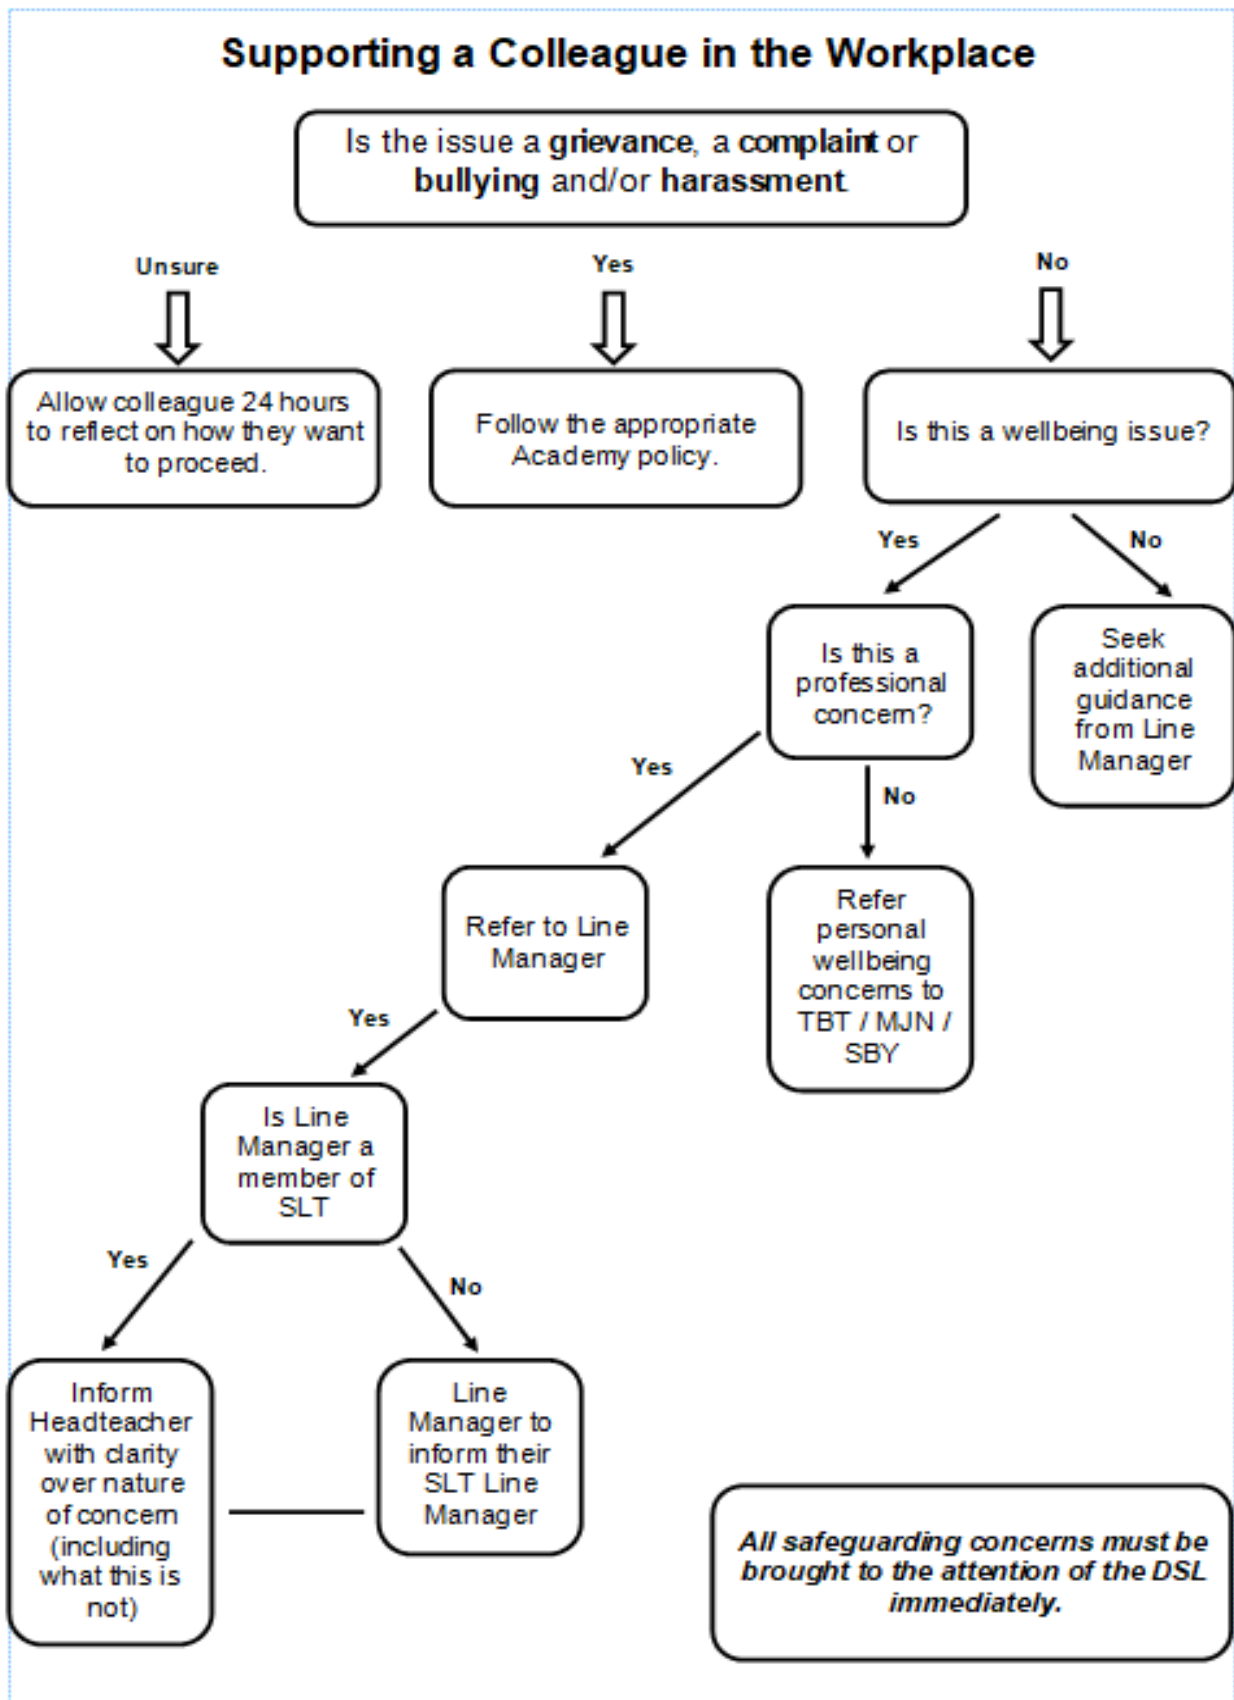 Supporting a Colleague in the Workplace
Is the issue a grievance, a complaint or
bullying and/or harassment.
Unsure
Yes
No
Allow colleague 24 hours
to reflect on how they want
to proceed.
Follow the appropriate
Academy policy.
Is this a wellbeing issue?
Yes
No
Is this a
professional
concern?
Seek
additional
guidance
from Line
Manager
Yes
No
Refer to Line
Manager
Refer
personal
wellbeing
concerns to
TBT / MJN /
SBY
Yes
Is Line
Manager a
member of
SLT
Yes
No
Inform
Headteacher
with clarity
over nature
of concern
(including
what this is
not)
Line
Manager to
inform their
SLT Line
Manager
All safeguarding concerns must be
brought to the attention of the DSL
immediately.